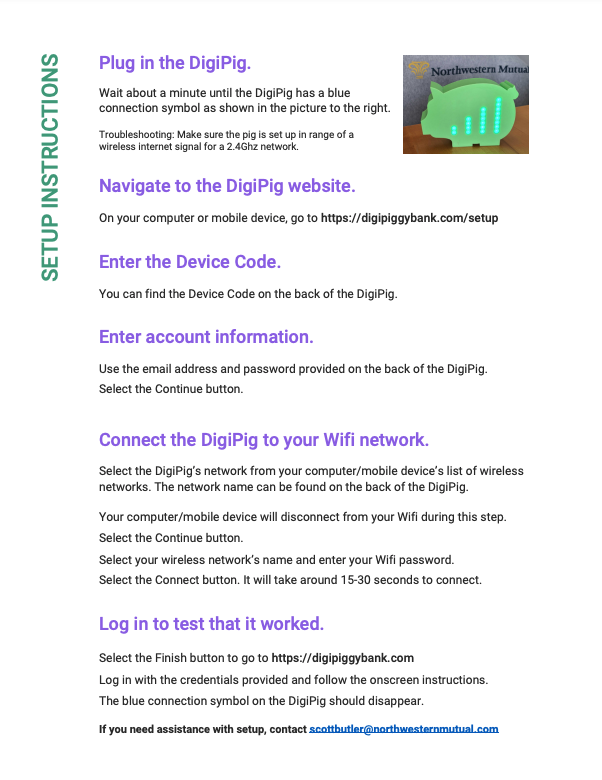 SETUP INSTRUCTIONS
Plug in the DigiPig.
Wait about a minute until the DigiPig has a blue
connection symbol as shown in the picture to the right.
Troubleshooting: Make sure the pig is set up in range of a
wireless internet signal for a 2.4Ghz network.
Northwestern Mutual
Navigate to the DigiPig website.
On your computer or mobile device, go to https://digipiggybank.com/setup
Enter the Device Code.
You can find the Device Code on the back of the DigiPig.
Enter account information.
Use the email address and password provided on the back of the DigiPig.
Select the Continue button.
Connect the DigiPig to your Wifi network.
Select the DigiPig's network from your computer/mobile device's list of wireless
networks. The network name can be found on the back of the DigiPig.
Your computer/mobile device will disconnect from your Wifi during this step.
Select the Continue button.
Select your wireless network's name and enter your Wifi password.
Select the Connect button. It will take around 15-30 seconds to connect.
Log in to test that it worked.
Select the Finish button to go to https://digipiggybank.com
Log in with the credentials provided and follow the onscreen instructions.
The blue connection symbol on the DigiPig should disappear.
If you need assistance with setup, contact scottbutler@northwesternmutual.com